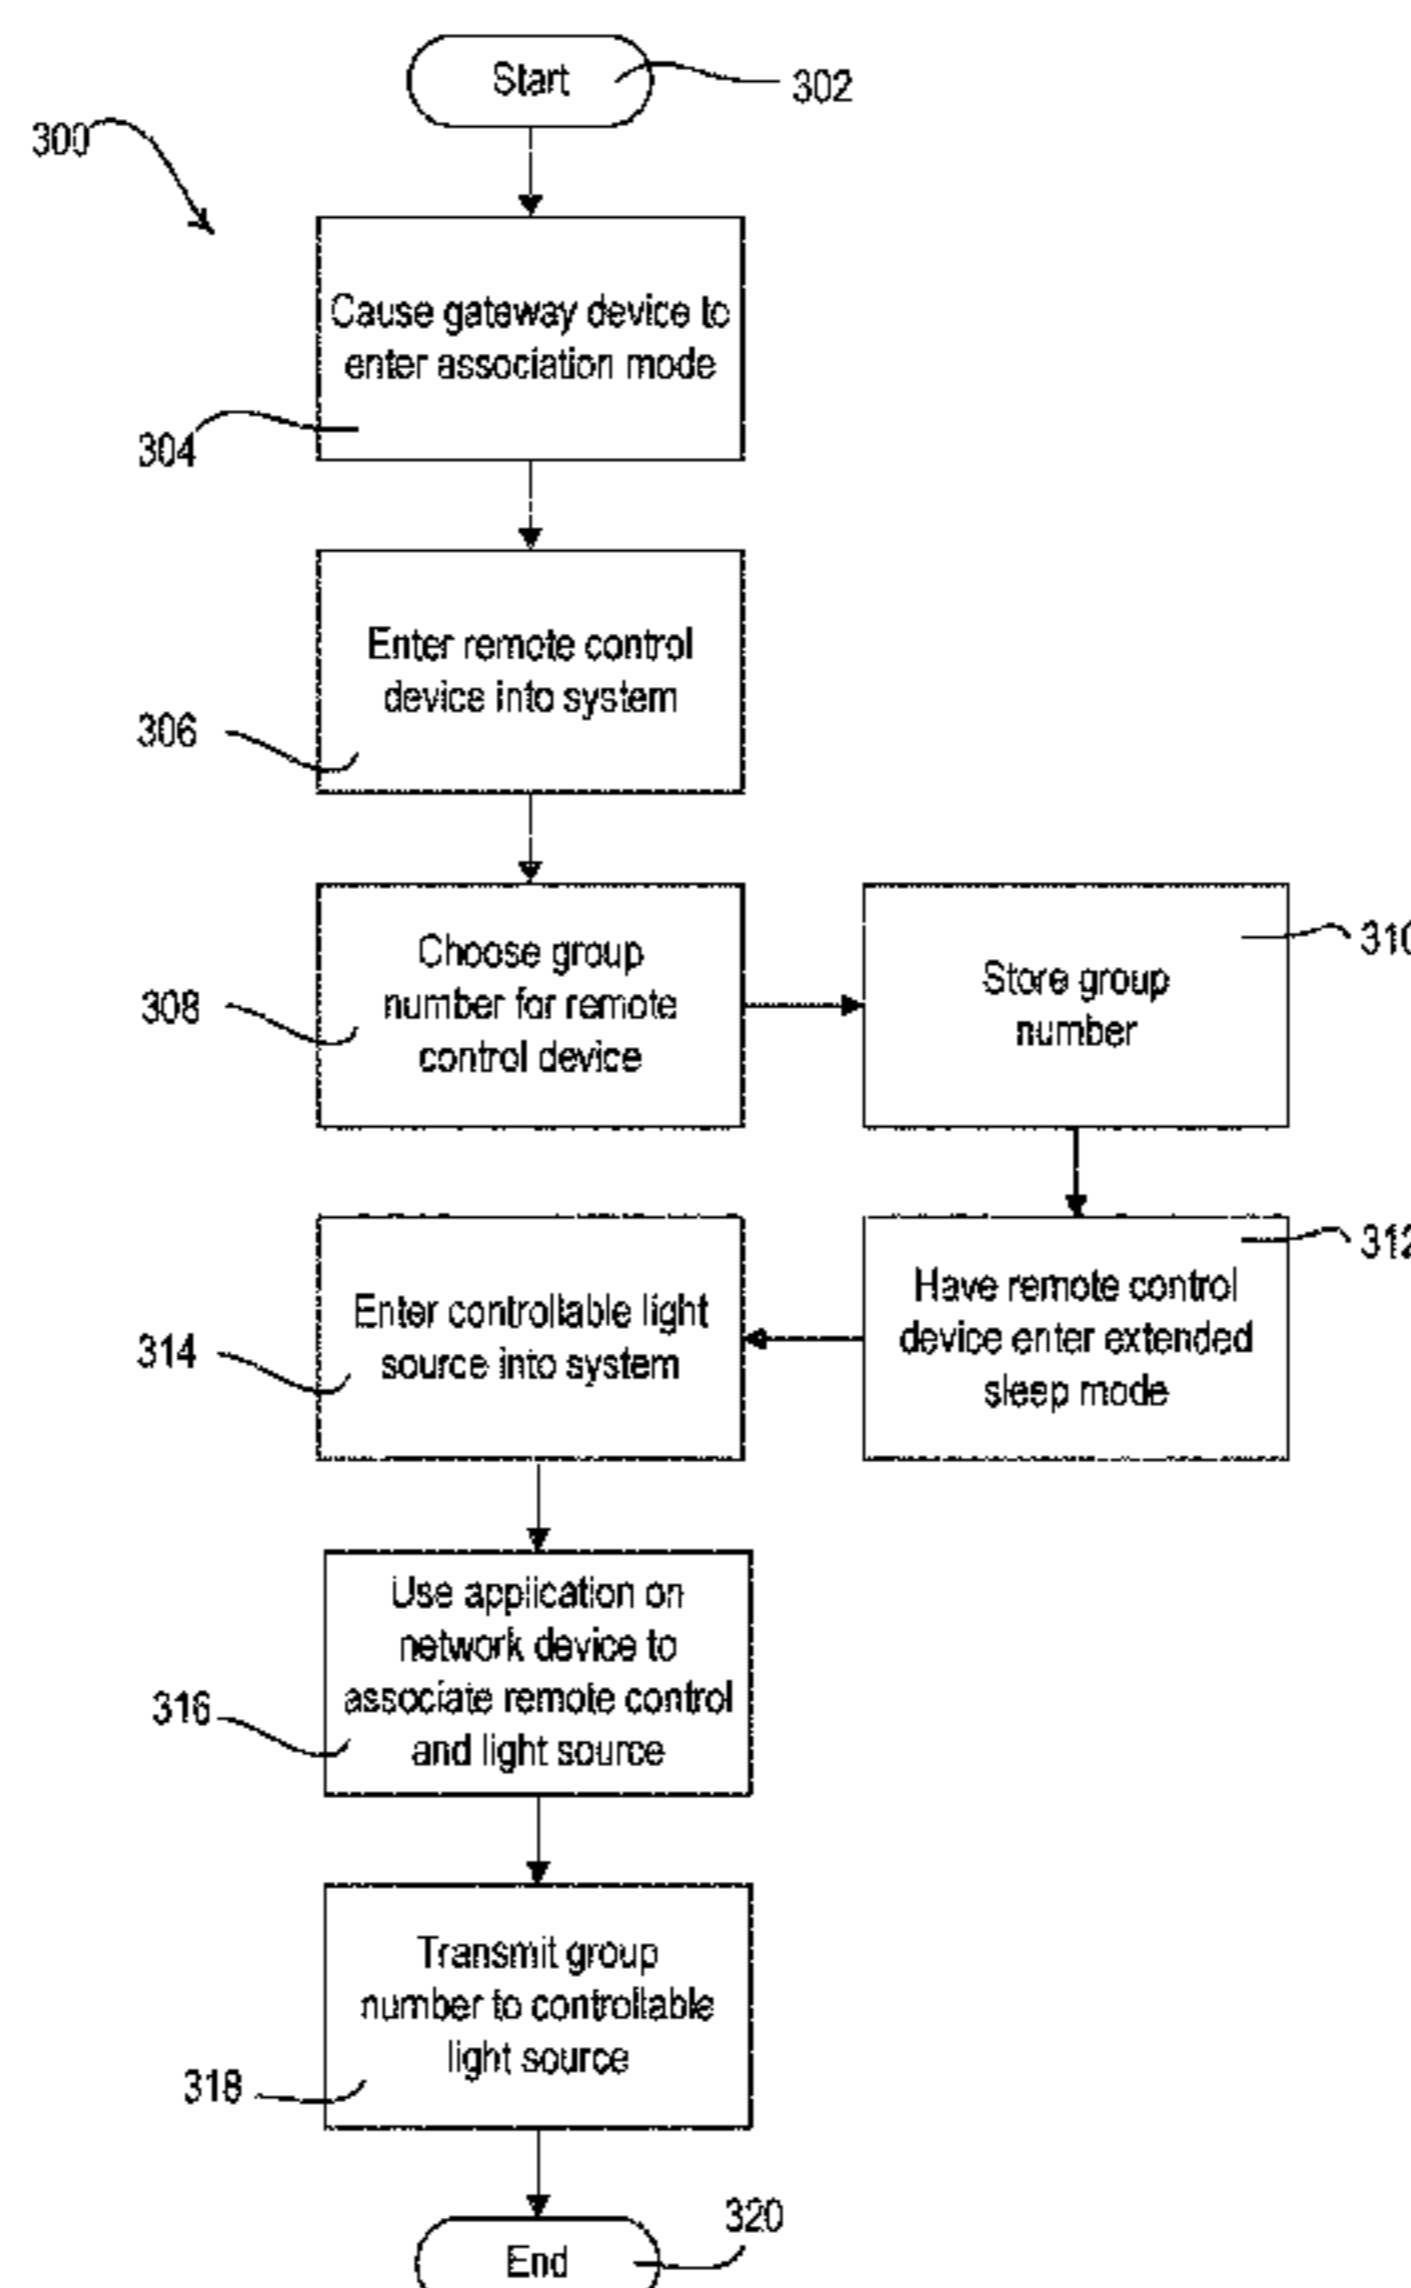 Start
302
300
Cause gateway device to
enter association mode
304
Enter remote control
device into system
306
Choose group
number for remote
control device
308
Store group
number
310
Have remote control
device enter extended
sleep mode
312
Enter controllable light
source into system
314
Use application on
network device to
associate remote control
and light source
316
Transmit group
number to controllable
light source
318
320
End